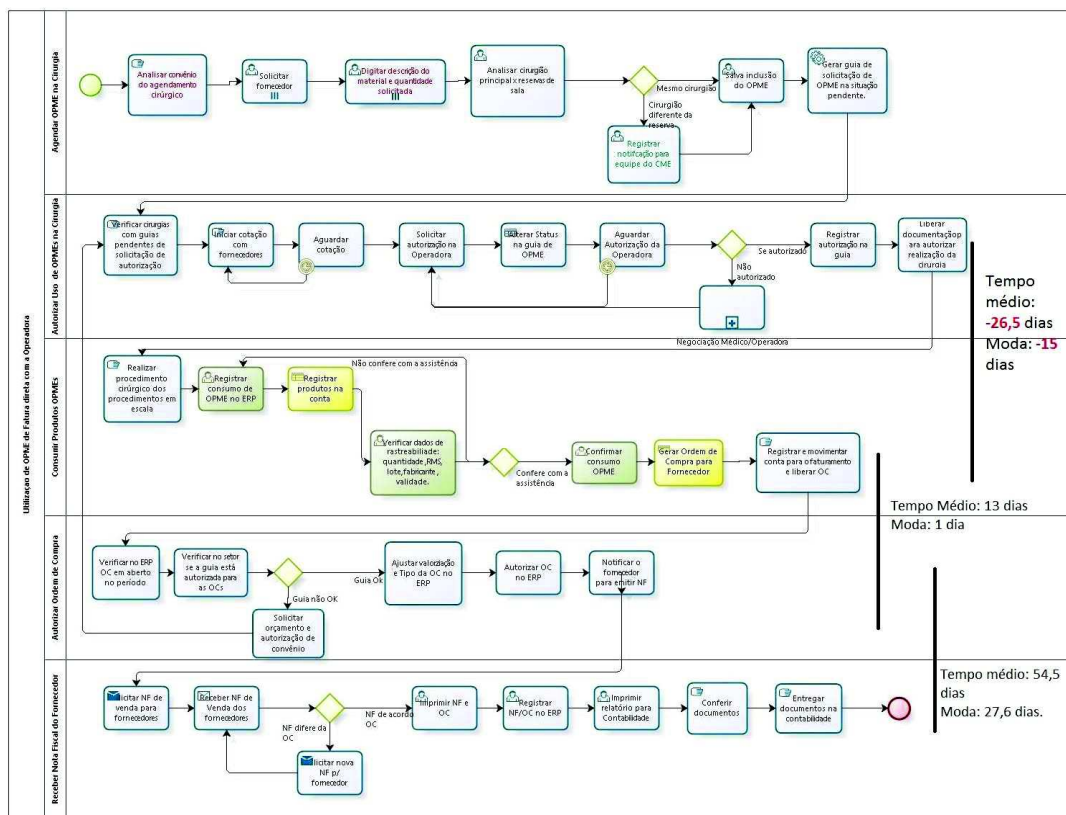 Utilizaçao de OPME de Fatura direta com a Operadora
Agendar OPME na Cirurgia
Analisar convênio
do agendamento
cirúrgico
Solicitar
fornecedor
Digitar descrição do
material e quantidade
solicitada
Analisar cirurgião
principal x reservas de
sala
Mesmo cirurgião
Cirurgião
diferente da
reserva
Registrar
notifcação para
equipe do CME
Salva inclusão
do OPME
Gerar guia de
solicitação de
OPME na situação
pendente.
Autorizar Uso de OPMEs na Cirurgia
Verificar cirurgias
com guias
pendentes de
solicitação de
autorização
Iniciar cotação
com
fornecedores
Aguardar
cotação
Solicitar
autorização na
Operadora
Alterar Status
na guia de
OPME
Aguardar
Autorização da
Operadora
Se autorizado
Não
autorizado
Negociação Médico/Operadora
Registrar
autorização na
guia
Liberar
documentaçãop
ara autorizar
realização da
cirurgia
Tempo
médio:
-26,5 dias
Moda: -15
dias
Consumir Produtos OPMEs
Realizar
procedimento
cirúrgico dos
procedimentos em
escala
Registrar
consumo de
OPME no ERP
Registrar
produtos na
conta
Não confere com a assistência
Verificar dados de
rastreabiliade:
quantidade ,RMS,
lote,fabricante ,
validade.
Confere com a
assistência
Confirmar
consumo
OPME
Gerar Ordem de
Compra para
Fornecedor
Registrar e movimentar
conta para o faturamento
e liberar OC
Tempo Médio: 13 dias
Moda: 1 dia
Autorizar Ordem de Compra
Verificar no ERP
OC em aberto no
período
Verificar no setor
se a guia está
autorizada para
as OCs
Guia Ok
Guia não OK
Solicitar
orçamento e
autorização de
convênio
Ajustar valorização
e Tipo da OC no
ERP
Autorizar OC
no ERP
Notificar o
fornecedor
para emitir NF
Receber Nota Fiscal do Fornecedor
licitar NF de
venda para
fornecedores
Receber NF de
Venda dos
fornecedores
NF difere da
OC
NF de acordo
OC
licitar nova
NF p/
fornecedor
Imprimir NF e
OC
Registrar
NF/OC no ERP
Imprimir
relatório para
Contabilidade
Conferir
documentos
Entregar
documentos na
contabilidade
Tempo médio: 54,5
dias
Moda: 27,6 dias.